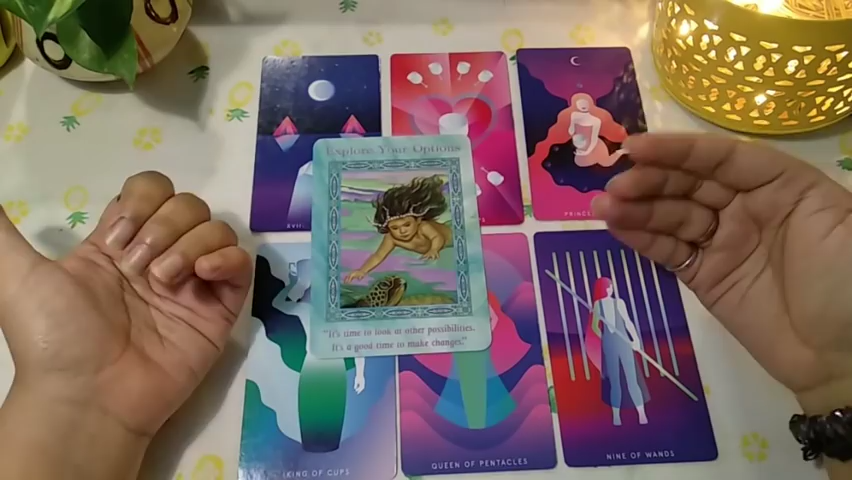 Explore Your Options
"It's time to look at other possibilities.
It's a good time to make changes."
KING OF CUPS
QUEEN OF PENTACLES
NINE OF WANDS